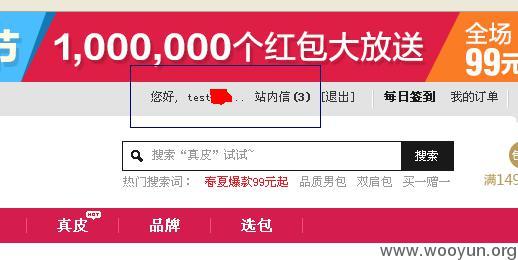 节 1,000,000个红包大放送 全场
99元
您好, test.. 站内信(3) [退出] 每日签到 我的订单
搜索“真皮”试试~ 搜索
热门搜索词: 春夏爆款99元起 品质男包 双肩包 买一赠一 满149
真皮 HOT 品牌 选包
www.wooyun.org